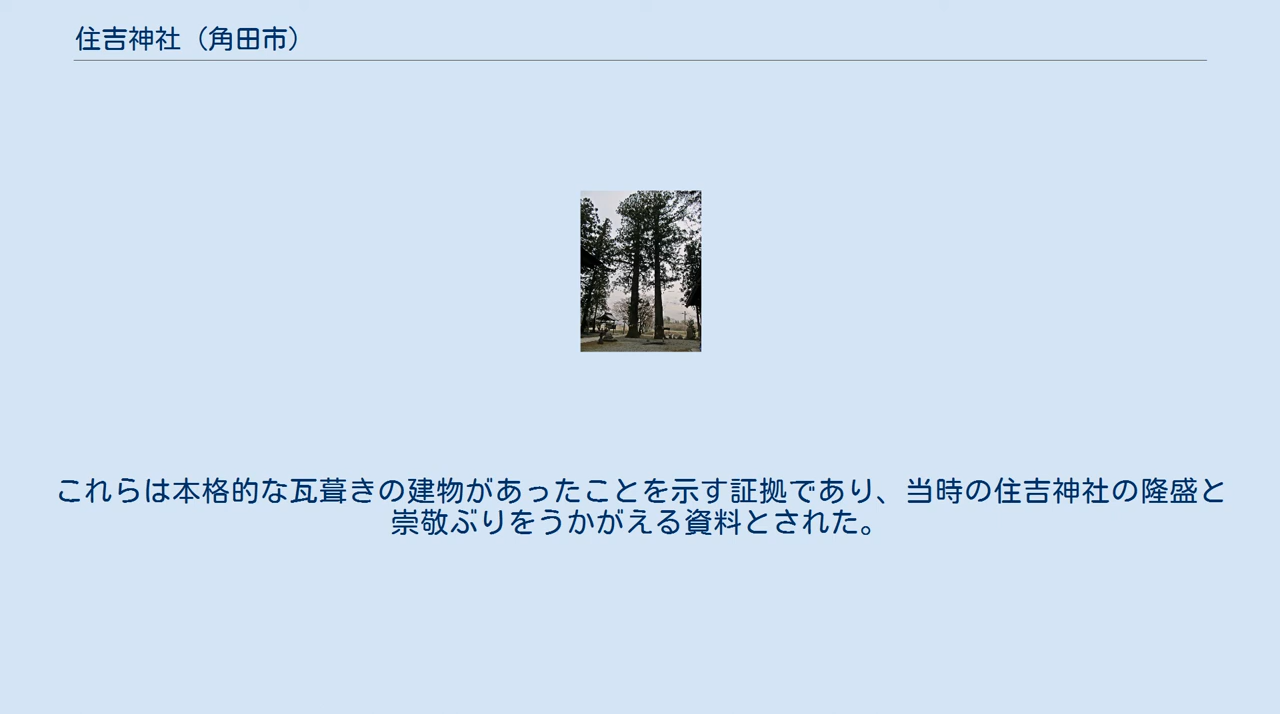 住吉神社（角田市）
これらは本格的な瓦葺きの建物があったことを示す証拠であり、当時の住吉神社の隆盛と
崇敬ぶりをうかがえる資料とされた。